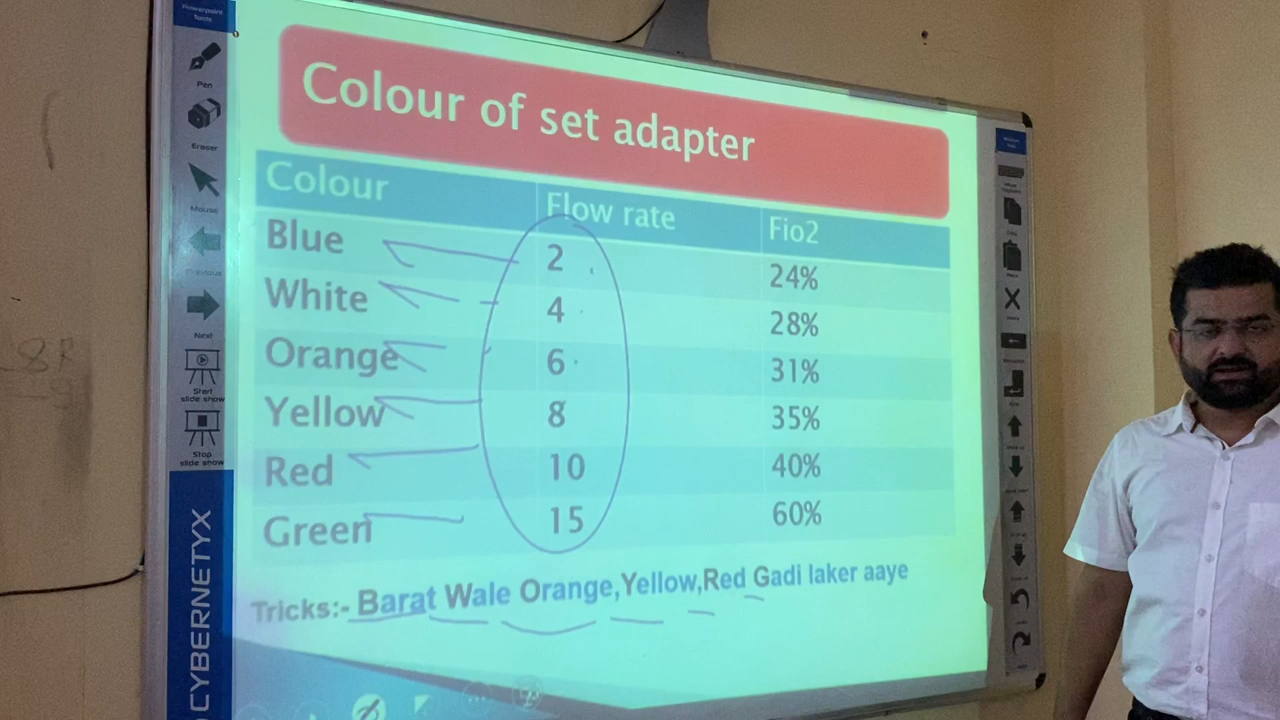 Powerpoint Tools
Pen
Eraser
Mouse
Previous
Next
Start slide show
Stop slide show
CYBERNETYX
Colour of set adapter
Colour Flow rate Fio2
Blue 2 24%
White 4 28%
Orange 6 31%
Yellow 8 35%
Red 10 40%
Green 15 60%
Tricks:- Barat Wale Orange,Yellow,Red Gadi laker aaye